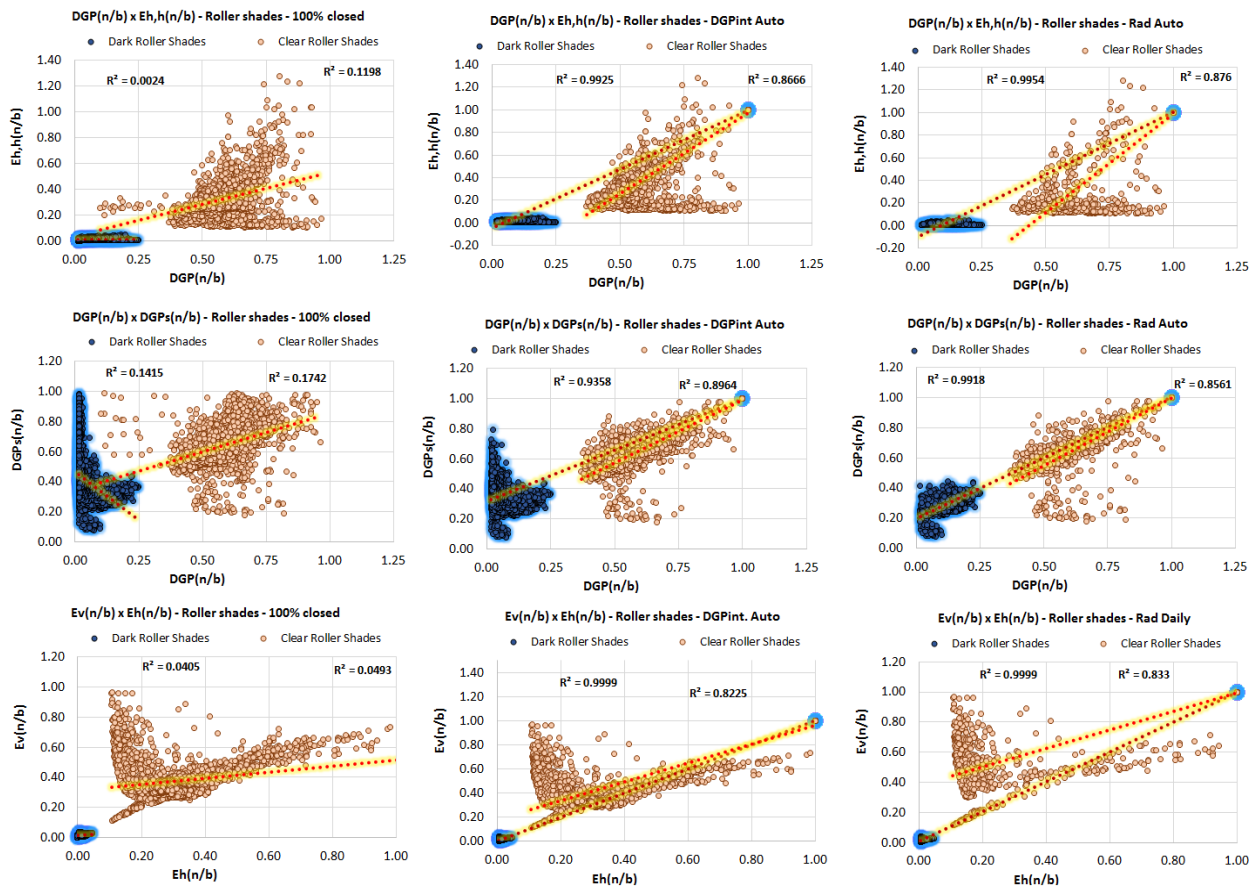 DGP(n/b) x Eh,h(n/b) - Roller shades - 100% closed
Dark Roller Shades Clear Roller Shades
1.40
R² = 0.0024 R² = 0.1198
1.20
1.00
0.80
0.60
0.40
0.20
0.00
Eh,h(n/b)
0.00 0.25 0.50 0.75 1.00 1.25
DGP(n/b)
DGP(n/b) x Eh,h(n/b) - Roller shades - DGPint Auto
Dark Roller Shades Clear Roller Shades
1.40
R² = 0.9925 R² = 0.8666
1.20
1.00
0.80
0.60
0.40
0.20
0.00
-0.20
Eh,h(n/b)
0.00 0.25 0.50 0.75 1.00 1.25
DGP(n/b)
DGP(n/b) x Eh,h(n/b) - Roller shades - Rad Auto
Dark Roller Shades Clear Roller Shades
1.40
R² = 0.9954 R² = 0.876
1.20
1.00
0.80
0.60
0.40
0.20
0.00
-0.20
Eh,h(n/b)
0.00 0.25 0.50 0.75 1.00 1.25
DGP(n/b)
DGP(n/b) x DGPs(n/b) - Roller shades - 100% closed
Dark Roller Shades Clear Roller Shades
1.20
R² = 0.1415 R² = 0.1742
1.00
0.80
0.60
0.40
0.20
0.00
DGPs(n/b)
0.00 0.25 0.50 0.75 1.00 1.25
DGP(n/b)
DGP(n/b) x DGPs(n/b) - Roller shades - DGPint Auto
Dark Roller Shades Clear Roller Shades
1.20
R² = 0.9358 R² = 0.8964
1.00
0.80
0.60
0.40
0.20
0.00
DGPs(n/b)
0.00 0.25 0.50 0.75 1.00 1.25
DGP(n/b)
DGP(n/b) x DGPs(n/b) - Roller shades - Rad Auto
Dark Roller Shades Clear Roller Shades
1.20
R² = 0.9918 R² = 0.8561
1.00
0.80
0.60
0.40
0.20
0.00
DGPs(n/b)
0.00 0.25 0.50 0.75 1.00 1.25
DGP(n/b)
Ev(n/b) x Eh(n/b) - Roller shades - 100% closed
Dark Roller Shades Clear Roller Shades
1.20
R² = 0.0405 R² = 0.0493
1.00
0.80
0.60
0.40
0.20
0.00
Ev(n/b)
0.00 0.20 0.40 0.60 0.80 1.00
Eh(n/b)
Ev(n/b) x Eh(n/b) - Roller shades - DGPint. Auto
Dark Roller Shades Clear Roller Shades
1.40
R² = 0.9999 R² = 0.8225
1.20
1.00
0.80
0.60
0.40
0.20
0.00
Ev(n/b)
0.00 0.20 0.40 0.60 0.80 1.00
Eh(n/b)
Ev(n/b) x Eh(n/b) - Roller shades - Rad Daily
Dark Roller Shades Clear Roller Shades
1.20
R² = 0.9999 R² = 0.833
1.00
0.80
0.60
0.40
0.20
0.00
Ev(n/b)
0.00 0.20 0.40 0.60 0.80 1.00
Eh(n/b)